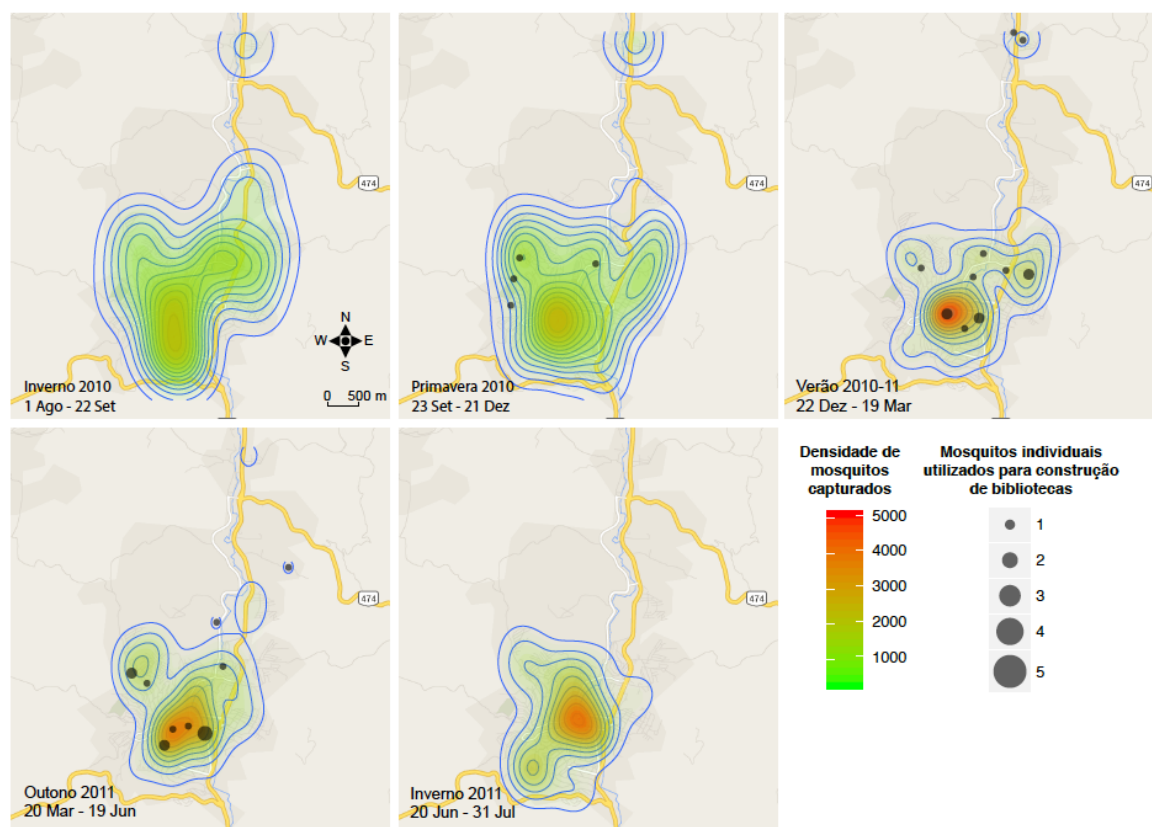 474
N
W E
S
Inverno 2010
1 Ago - 22 Set
0 500 m
474
Primavera 2010
23 Set - 21 Dez
474
Verão 2010-11
22 Dez - 19 Mar
474
Outono 2011
20 Mar - 19 Jun
474
Inverno 2011
20 Jun - 31 Jul
Densidade de
mosquitos
capturados
5000
4000
3000
2000
1000
Mosquitos individuais
utilizados para construção
de bibliotecas
1
2
3
4
5